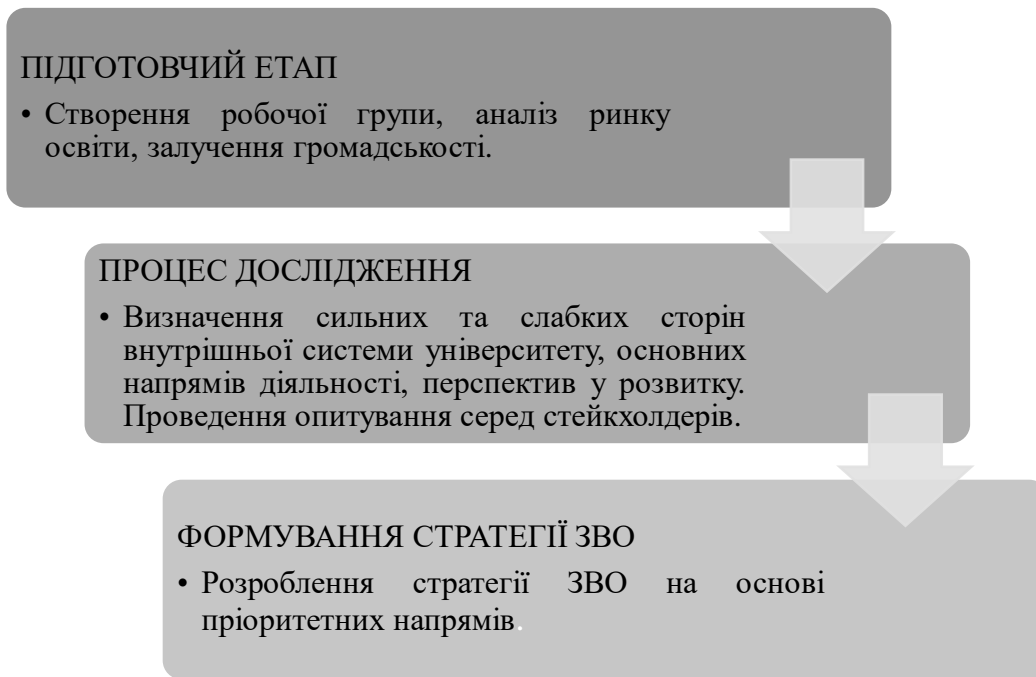 ПІДГОТОВЧИЙ ЕТАП
• Створення робочої групи, аналіз ринку
освіти, залучення громадськості.
ПРОЦЕС ДОСЛІДЖЕННЯ
• Визначення сильних та слабких сторін
внутрішньої системи університету, основних
напрямів діяльності, перспектив у розвитку.
Проведення опитування серед стейкхолдерів.
ФОРМУВАННЯ СТРАТЕГІЇ ЗВО
• Розроблення стратегії ЗВО на основі
пріоритетних напрямів.